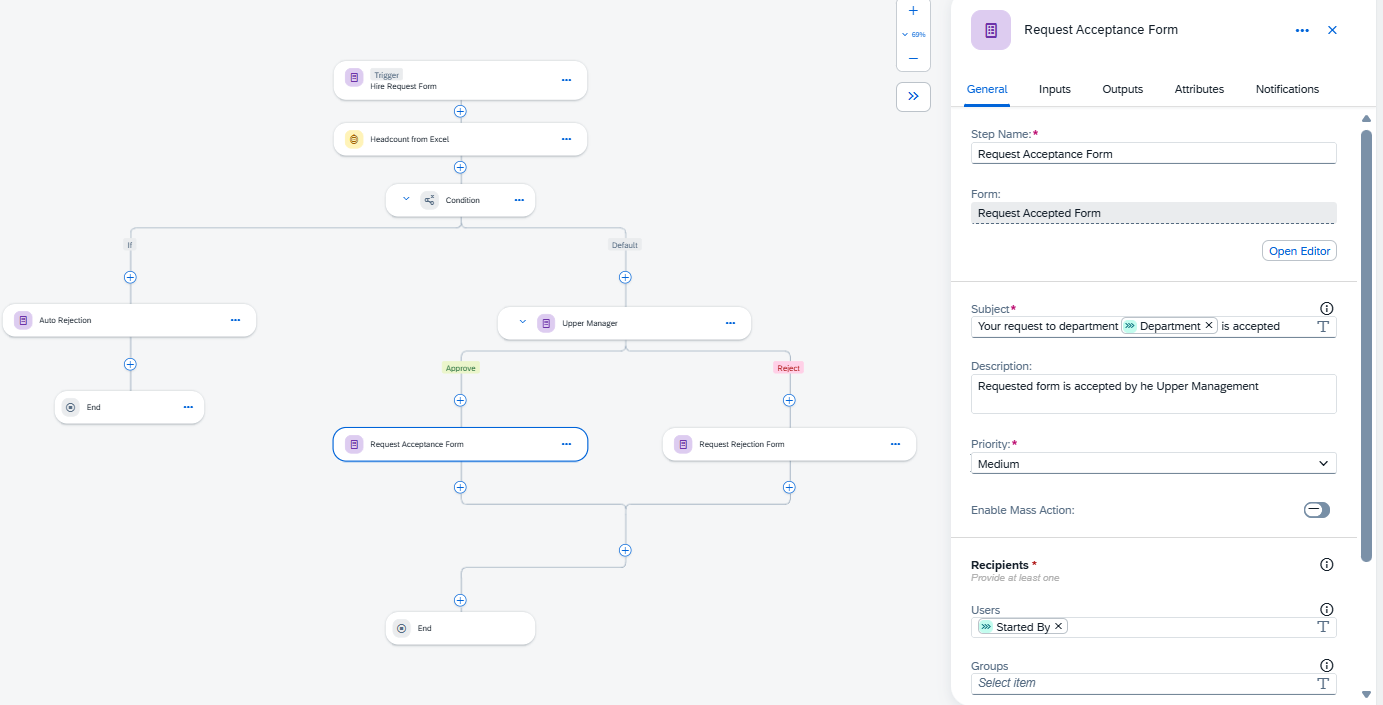 Trigger
Hire Request Form
Headcount from Excel
Condition
If
Default
Auto Rejection
Upper Manager
Approve
Reject
End
Request Acceptance Form
Request Rejection Form
End
69%
Request Acceptance Form
General Inputs Outputs Attributes Notifications
Step Name:*
Request Acceptance Form
Form:
Request Accepted Form
Open Editor
Subject*
Your request to department Department is accepted
Description:
Requested form is accepted by he Upper Management
Priority:*
Medium
Enable Mass Action:
Recipients *
Provide at least one
Users
Started By
Groups
Select item